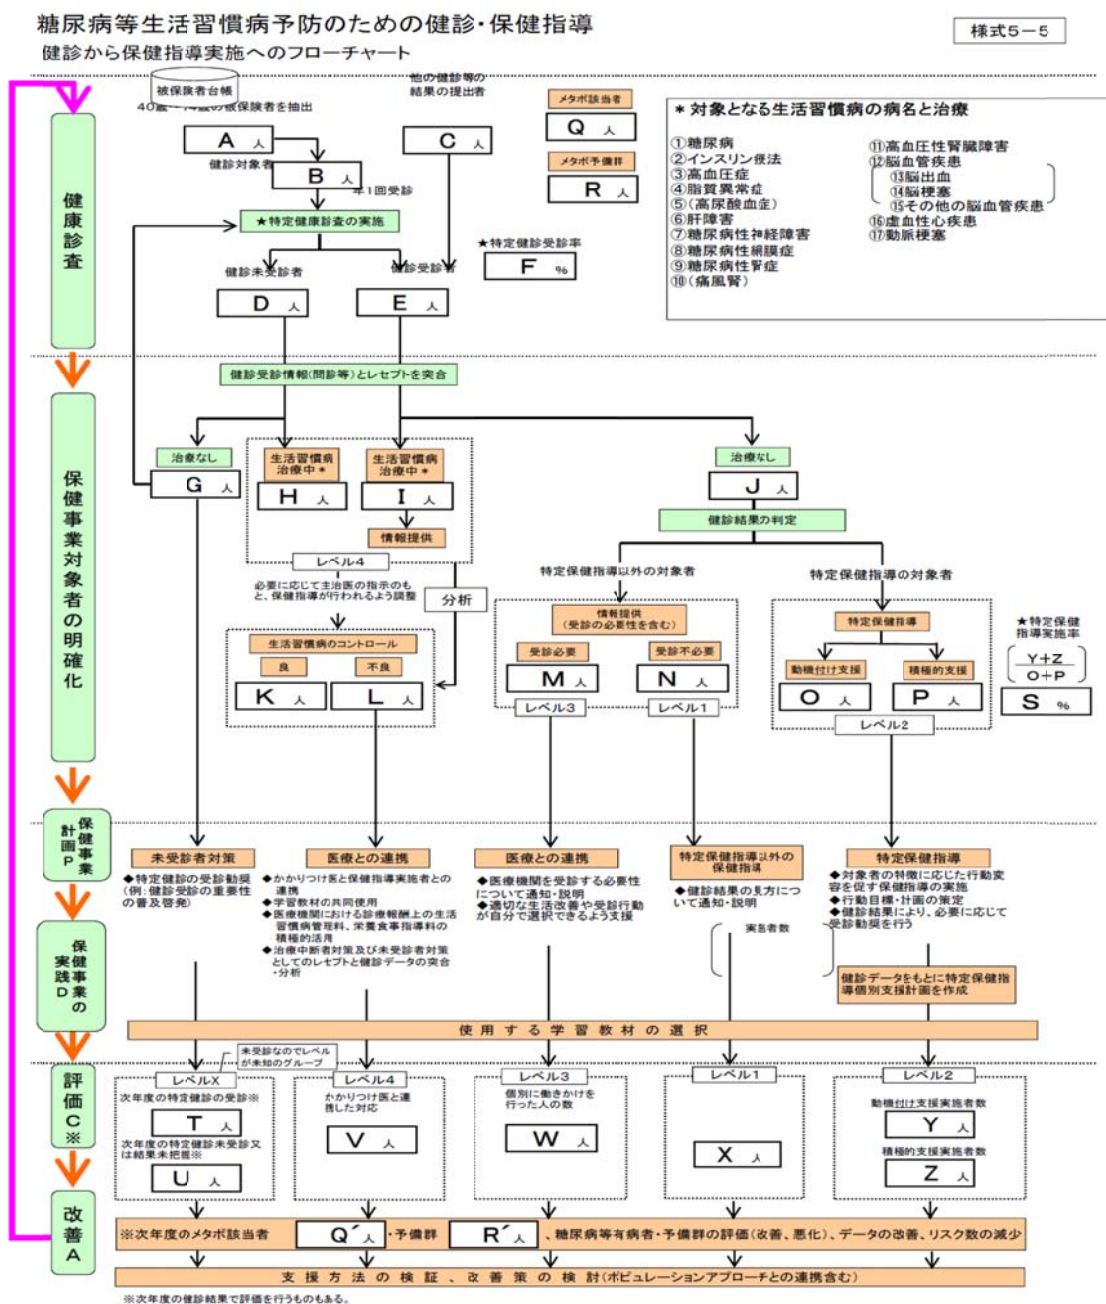 糖尿病等生活習慣病予防のための健診・保健指導
様式5-5
健診から保健指導実施へのフローチャート
健康診査
被保険者台帳
他の健診等の
結果の提出者
A 人
C 人
健診対象者
B 人
年1回受診
★特定健康診査の実施
メタボ該当者
Q 人
メタボ予備群
R 人
* 対象となる生活習慣病の病名と治療
①糖尿病
②インスリン療法
③高血圧症
④脂質異常症
⑤(高尿酸血症)
⑥肝障害
⑦糖尿病性神経障害
⑧糖尿病性網膜症
⑨糖尿病性腎症
⑩(痛風腎)
⑪高血圧性腎臓障害
⑫脳血管疾患
⑬脳出血
⑭脳梗塞
⑮その他の脳血管疾患
⑯虚血性心疾患
⑰動脈梗塞
★特定健診受診率
F %
健診未受診者
健診受診者
D 人
E 人
保健事業対象者の明確化
健診受診情報(問診等)とレセプトを突合
治療なし
G 人
生活習慣病
治療中*
H 人
生活習慣病
治療中*
I 人
情報提供
レベル4
治療なし
J 人
健診結果の判定
必要に応じて主治医の指示のも
と、保健指導が行われるよう調整
分析
生活習慣病のコントロール
良
不良
K 人
L 人
特定保健指導以外の対象者
情報提供
(受診の必要性を含む)
受診必要
受診不必要
M 人
N 人
レベル3
レベル1
特定保健指導の対象者
特定保健指導
動機付け支援
積極的支援
O 人
P 人
レベル2
★特定保健
指導実施率
Y+Z
O+P
S %
保健事業
計画P
未受診者対策
◆特定健診の受診勧奨
(例:健診受診の重要性
の普及啓発)
医療との連携
◆かかりつけ医と保健指導実施者との
連携
◆学習教材の共同使用
◆医療機関における診療報酬上の生活
習慣病管理料、栄養食事指導料の
積極的活用
◆治療中断者対策及び未受診者対策
としてのレセプトと健診データの突合
・分析
医療との連携
◆医療機関を受診する必要性
について通知・説明
◆適切な生活改善や受診行動
が自分で選択できるよう支援
特定保健指導以外の
保健指導
◆健診結果の見方につ
いて通知・説明
特定保健指導
◆対象者の特徴に応じた行動変
容を促す保健指導の実施
◆行動目標・計画の策定
◆健診結果により、必要に応じて
受診勧奨を行う
保健事業の
実践D
健診データをもとに特定保健指
導個別支援計画を作成
使用する学習教材の選択
評価C※
未受診なのでレベル
が未知のグループ
レベルX
次年度の特定健診の受診※
T 人
次年度の特定健診未受診又
は結果未把握※
U 人
レベル4
かかりつけ医と連
携した対応
V 人
レベル3
個別に働きかけを
行った人の数
W 人
レベル1
X 人
レベル2
動機付け支援実施者数
Y 人
積極的支援実施者数
Z 人
改善A
※次年度のメタボ該当者 Q´ 人 ・予備群 R´ 人 、糖尿病等有病者・予備群の評価(改善、悪化)、データの改善、リスク数の減少
支援方法の検証、改善策の検討(ポピュレーションアプローチとの連携含む)
※次年度の健診結果で評価を行うものもある。